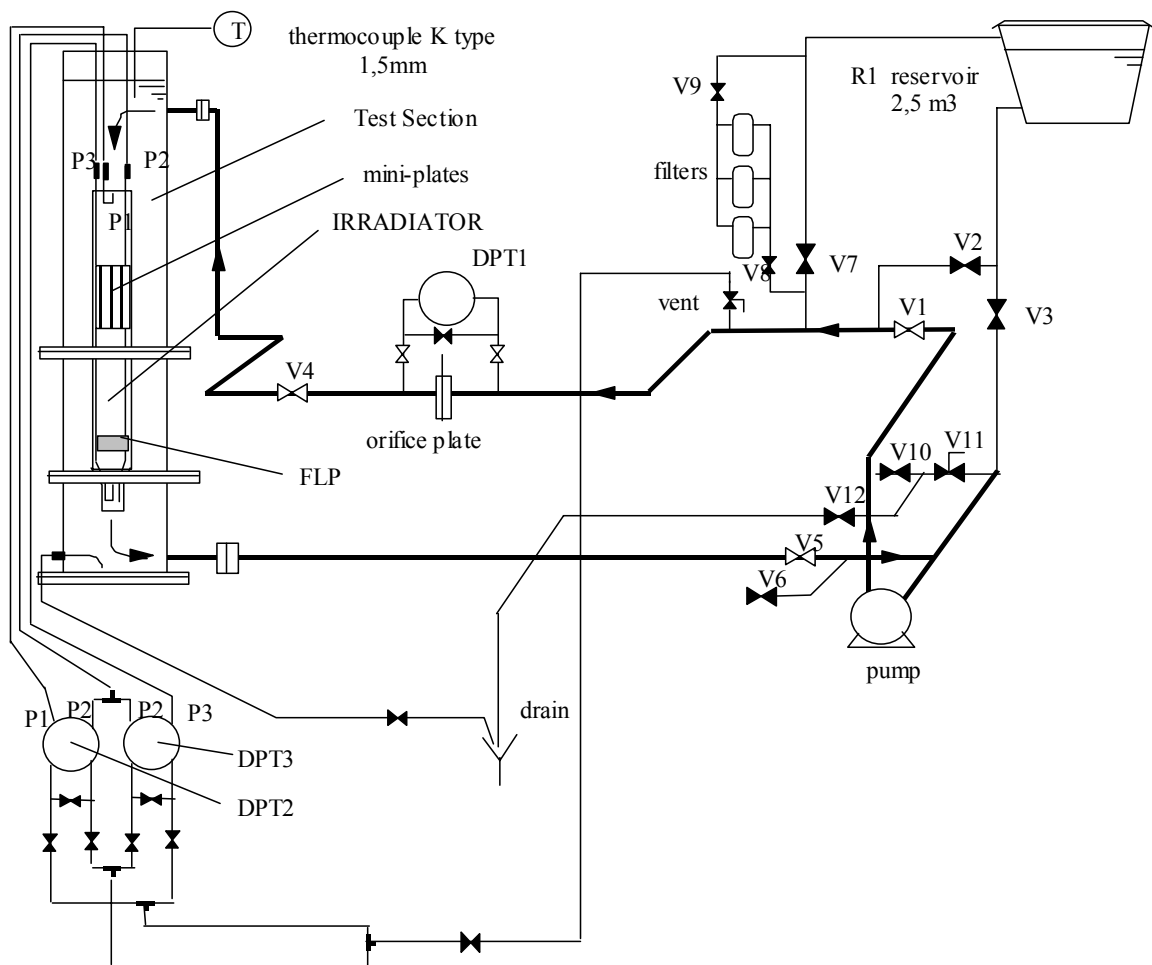 T
thermocouple K type
1,5mm
R1 reservoir
2,5 m3
V9
Test Section
P3
P2
mini-plates
filters
P1
IRRADIATOR
V2
DPT1
V8
V7
vent
V1
V3
V4
orifice plate
V10
V11
FLP
V12
V5
V6
pump
P1
P2
P2
P3
drain
DPT3
DPT2